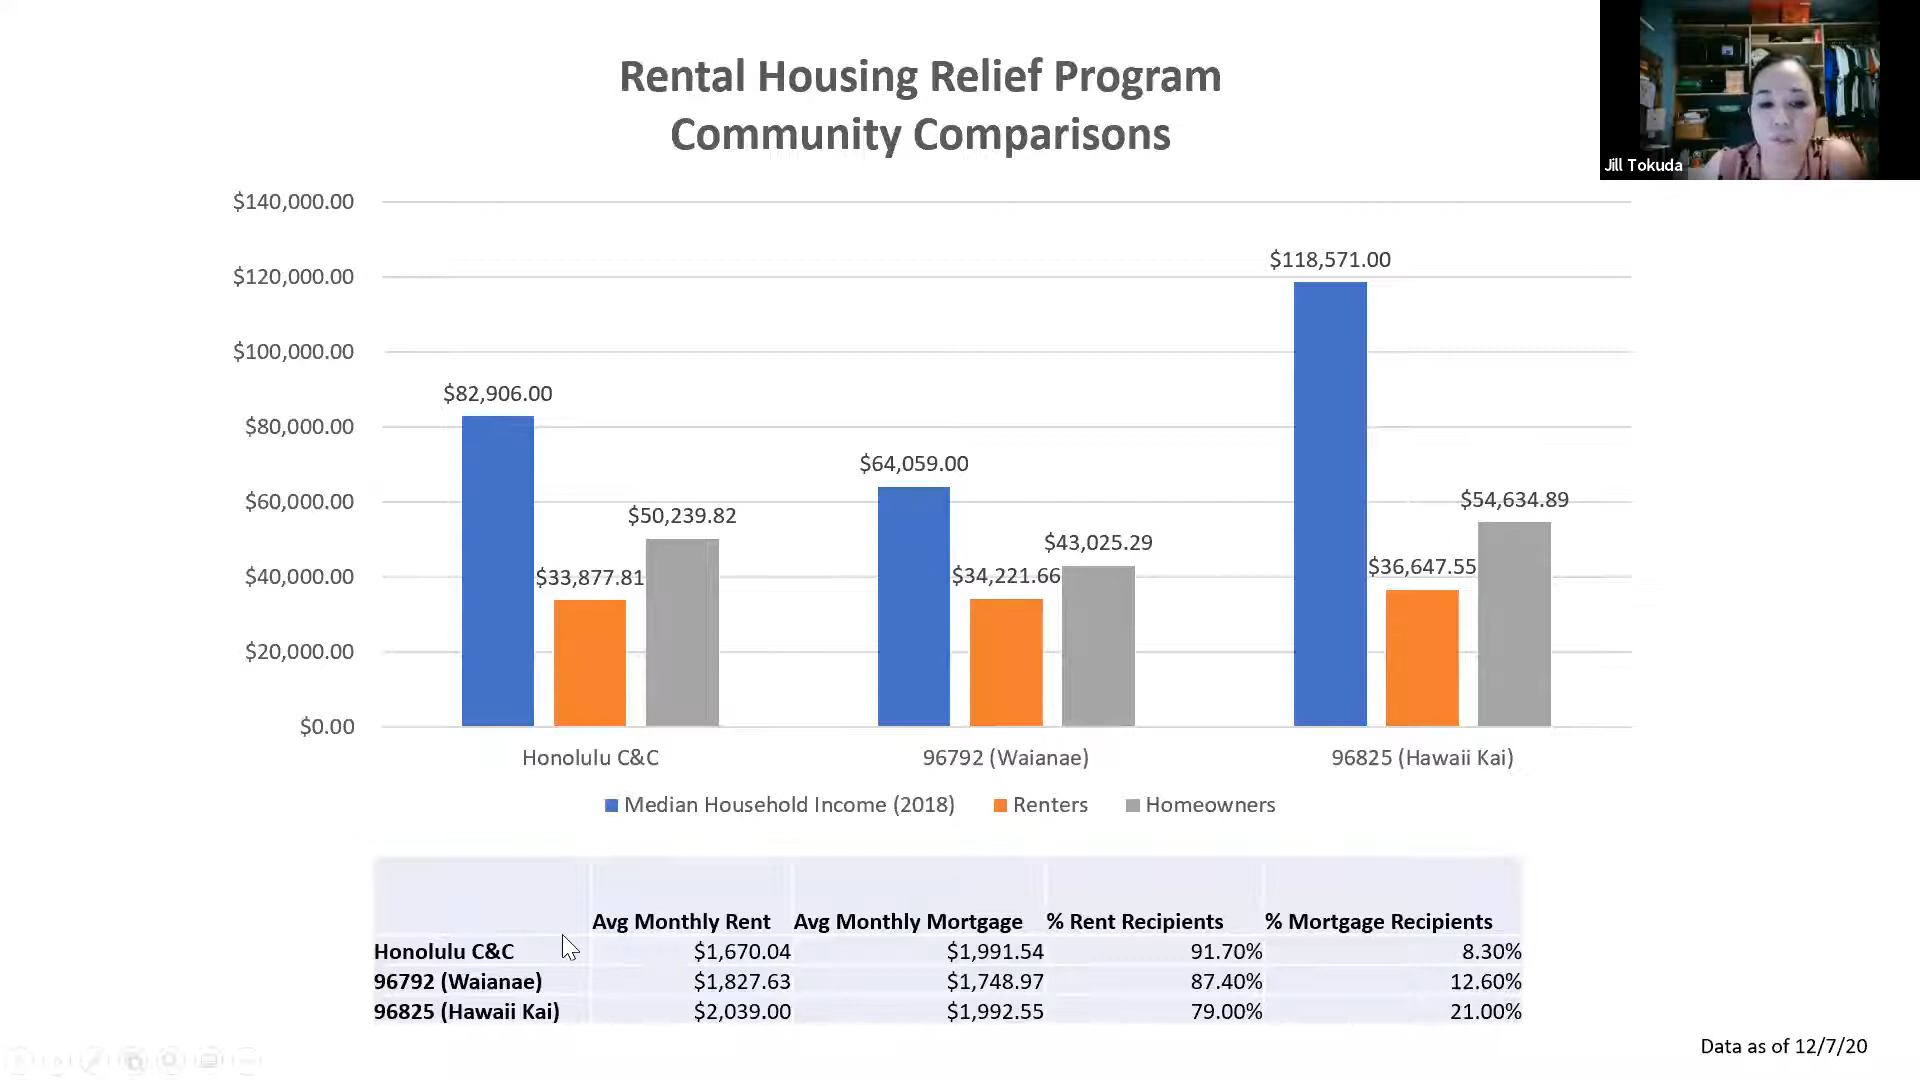 Rental Housing Relief Program
Community Comparisons
Jill Tokuda
$140,000.00
$120,000.00
$100,000.00
$80,000.00
$60,000.00
$40,000.00
$20,000.00
$0.00
$82,906.00
$33,877.81
$50,239.82
$64,059.00
$34,221.66
$43,025.29
$118,571.00
$36,647.55
$54,634.89
Honolulu C&C 96792 (Waianae) 96825 (Hawaii Kai)
Median Household Income (2018) Renters Homeowners
Avg Monthly Rent Avg Monthly Mortgage % Rent Recipients % Mortgage Recipients
Honolulu C&C $1,670.04 $1,991.54 91.70% 8.30%
96792 (Waianae) $1,827.63 $1,748.97 87.40% 12.60%
96825 (Hawaii Kai) $2,039.00 $1,992.55 79.00% 21.00%
Data as of 12/7/20